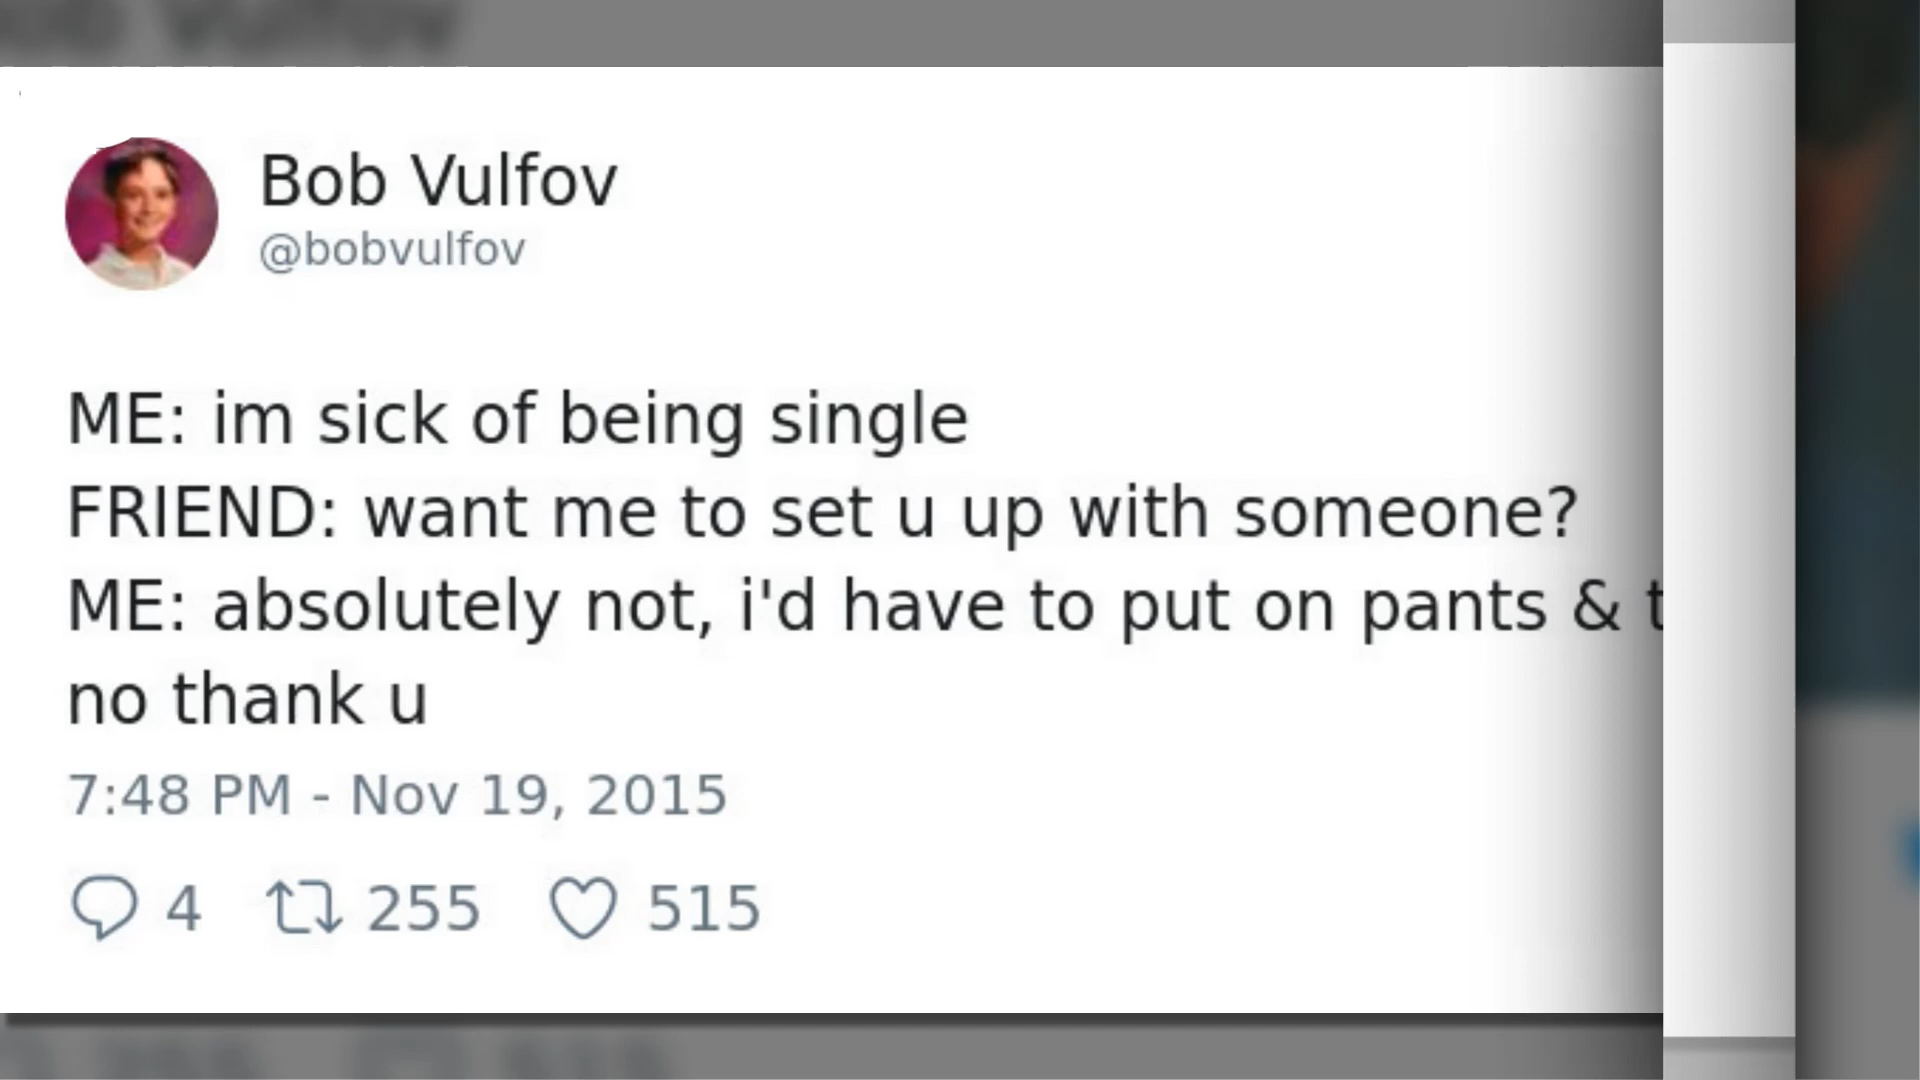 Bob Vulfov
@bobvulfov
ME: im sick of being single
FRIEND: want me to set u up with someone?
ME: absolutely not, i'd have to put on pants &
no thank u
7:48 PM - Nov 19, 2015
4 255 515